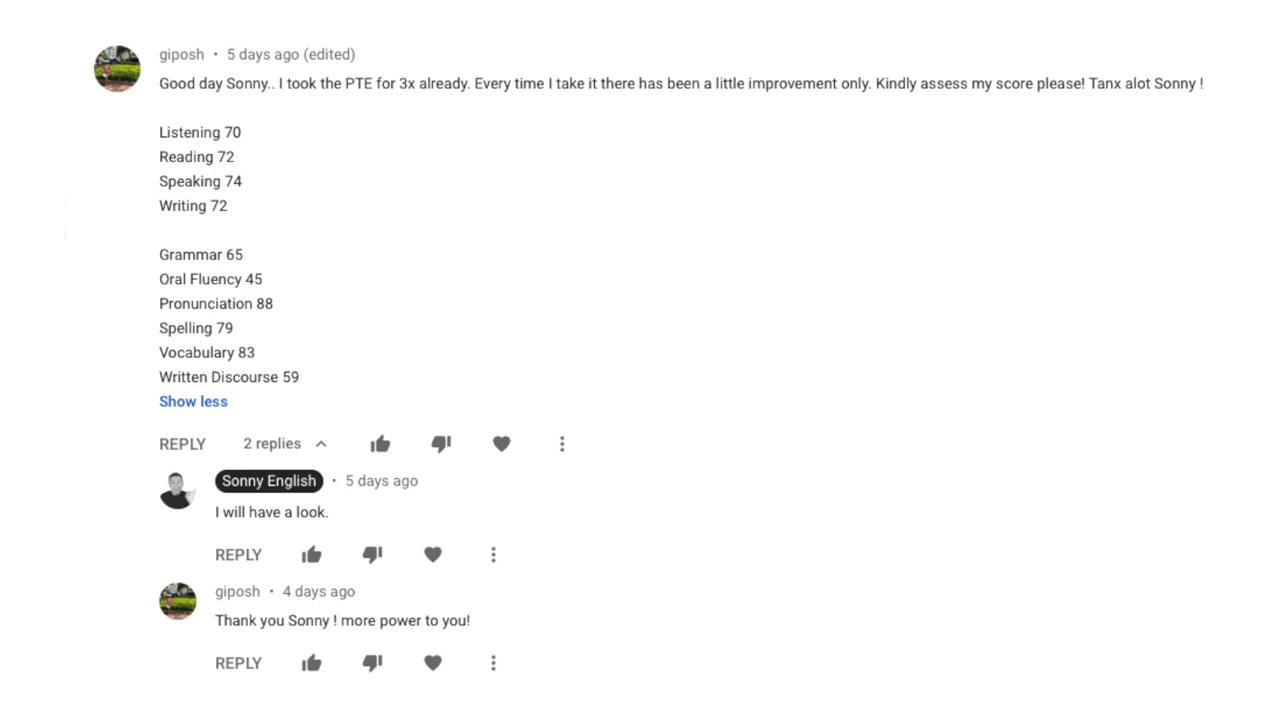 giposh • 5 days ago (edited)
Good day Sonny.. I took the PTE for 3x already. Every time I take it there has been a little improvement only. Kindly assess my score please! Tanx alot Sonny !
Listening 70
Reading 72
Speaking 74
Writing 72
Grammar 65
Oral Fluency 45
Pronunciation 88
Spelling 79
Vocabulary 83
Written Discourse 59
Show less
REPLY 2 replies
Sonny English • 5 days ago
I will have a look.
REPLY
giposh • 4 days ago
Thank you Sonny ! more power to you!
REPLY